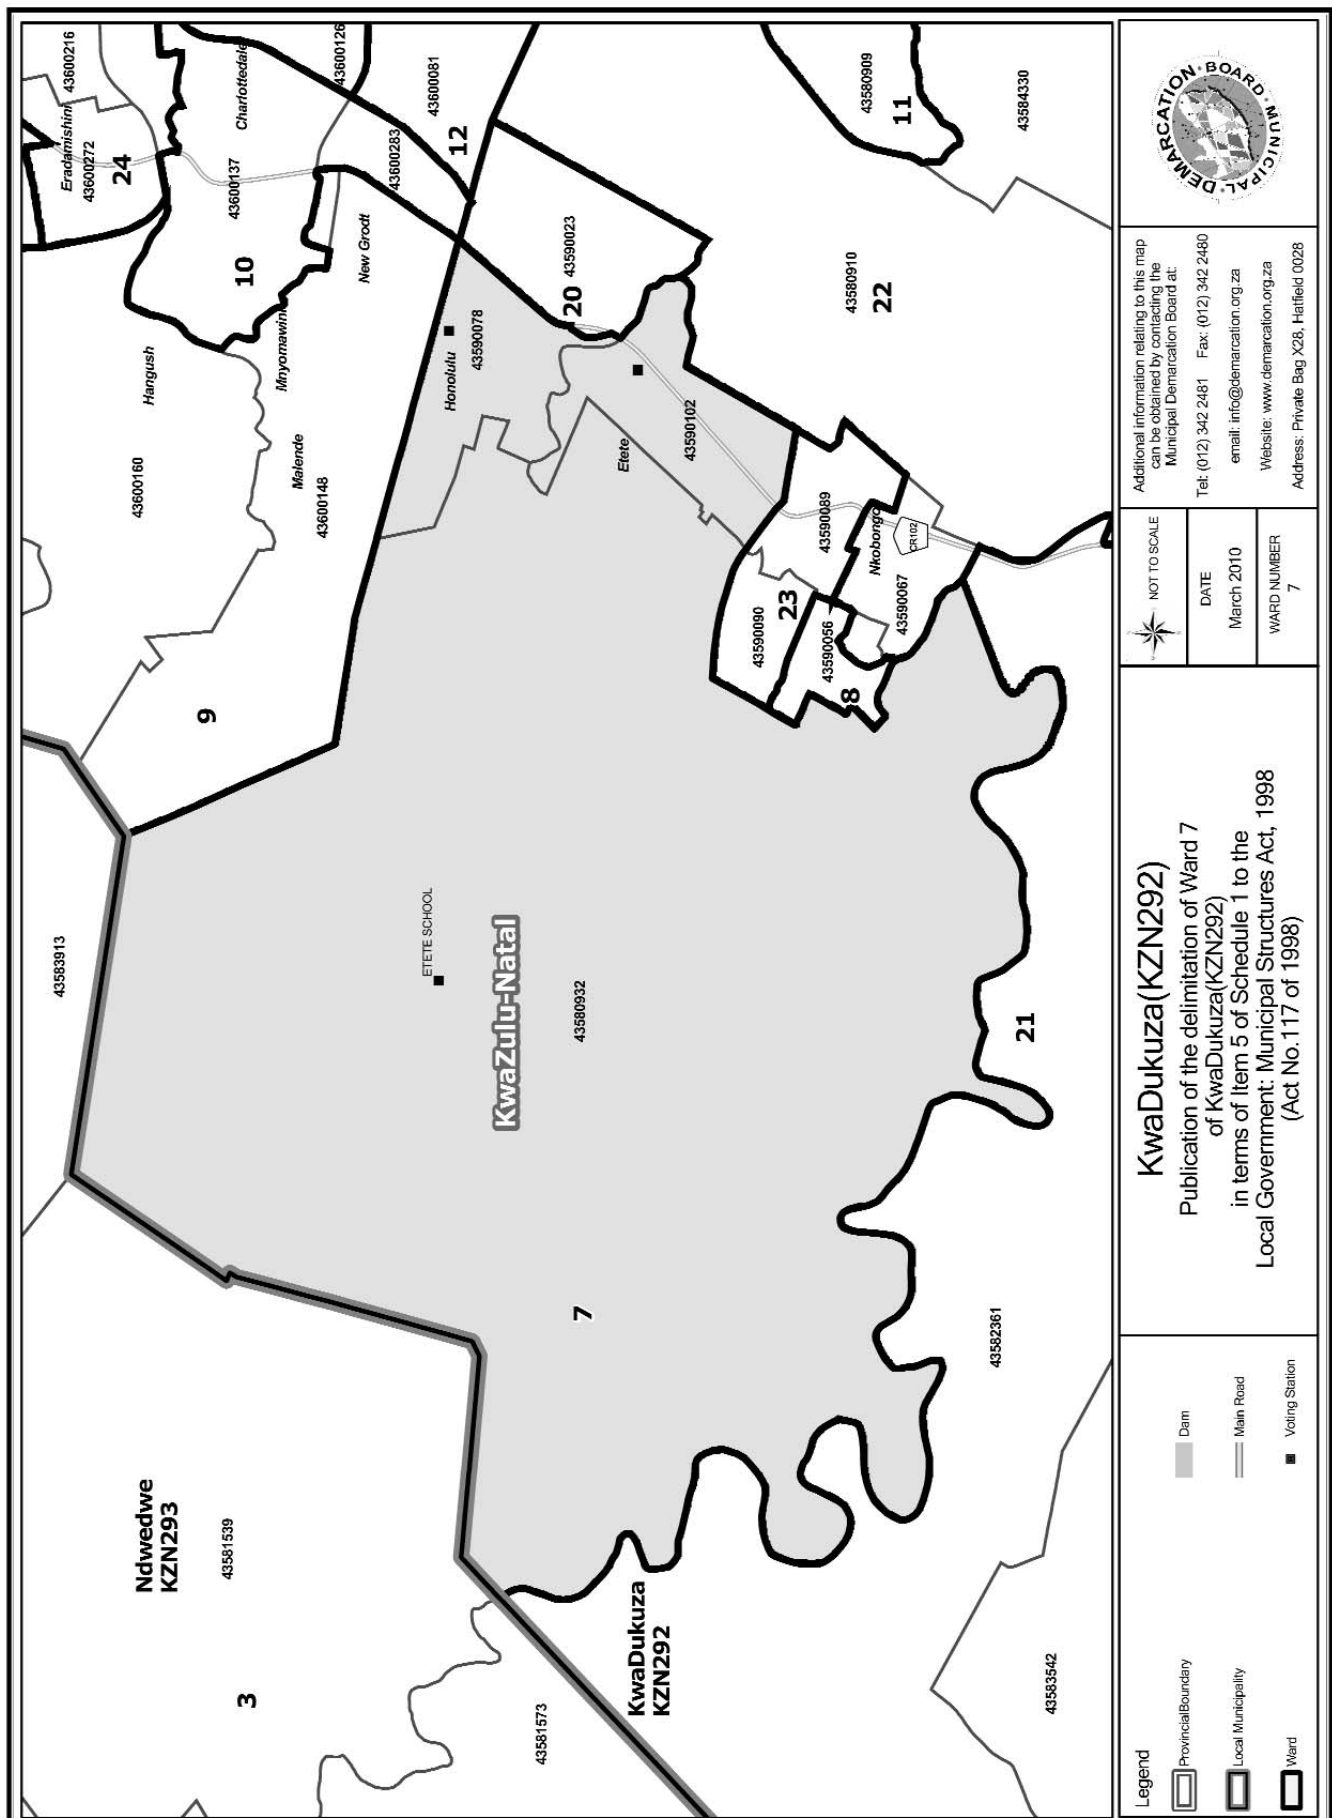 43600216
Eradamishini
43600272
24
Charlottedale
43600126
43600137
10
43600081
43600283
12
New Grodt
43580909
11
43584330
Hangush
Mnyomawini
43600160
Malende
43600148
9
Honolulu
43590078
43590023
20
43580910
22
Etete
43590102
43590089
Nkobongo
CR102
23
43590090
43590056
43590067
8
43583913
ETETE SCHOOL
KwaZulu-Natal
43580932
21
7
43582361
Ndwedwe
KZN293
43581539
3
KwaDukuza
KZN292
43581573
43583542
Legend
ProvincialBoundary
Local Municipality
Ward
Dam
Main Road
Voting Station
KwaDukuza(KZN292)
Publication of the delimitation of Ward 7
of KwaDukuza(KZN292)
in terms of Item 5 of Schedule 1 to the
Local Government: Municipal Structures Act, 1998
(Act No.117 of 1998)
NOT TO SCALE
DATE
March 2010
WARD NUMBER
7
Additional information relating to this map
can be obtained by contacting the
Municipal Demarcation Board at:
Tel: (012) 342 2481 Fax: (012) 342 2480
email: info@demarcation.org.za
Website: www.demarcation.org.za
Address: Private Bag X28, Hatfield 0028
MUNICIPAL DEMARCATION BOARD